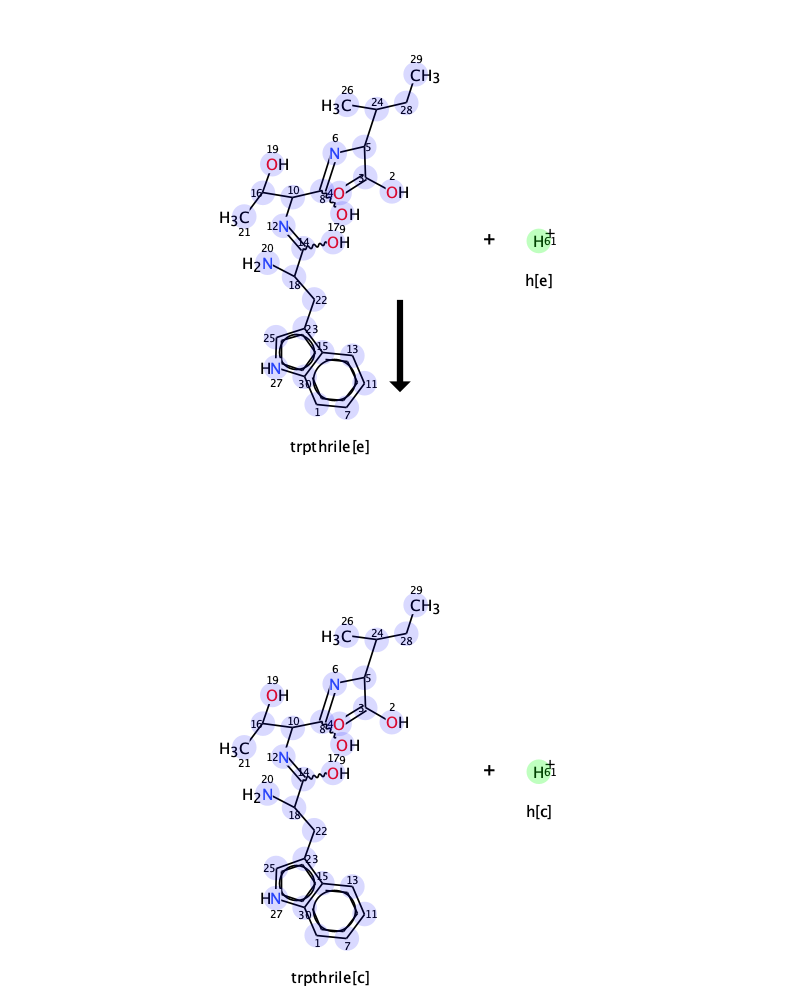 29
CH3
26
H3C
24
28
6
N
5
19
OH
3
2
O
OH
16
10
4
8
OH
H3C
21
12
N
17
9
14
OH
20
H2N
18
22
23
25
15
13
HN
27
30
11
1
7
trpthrile[e]
+
H+
61
h[e]
29
CH3
26
H3C
24
28
6
N
5
19
OH
3
2
O
OH
16
10
4
8
OH
H3C
21
12
N
17
9
14
OH
20
H2N
18
22
23
25
15
13
HN
27
30
11
1
7
trpthrile[c]
+
H+
61
h[c]